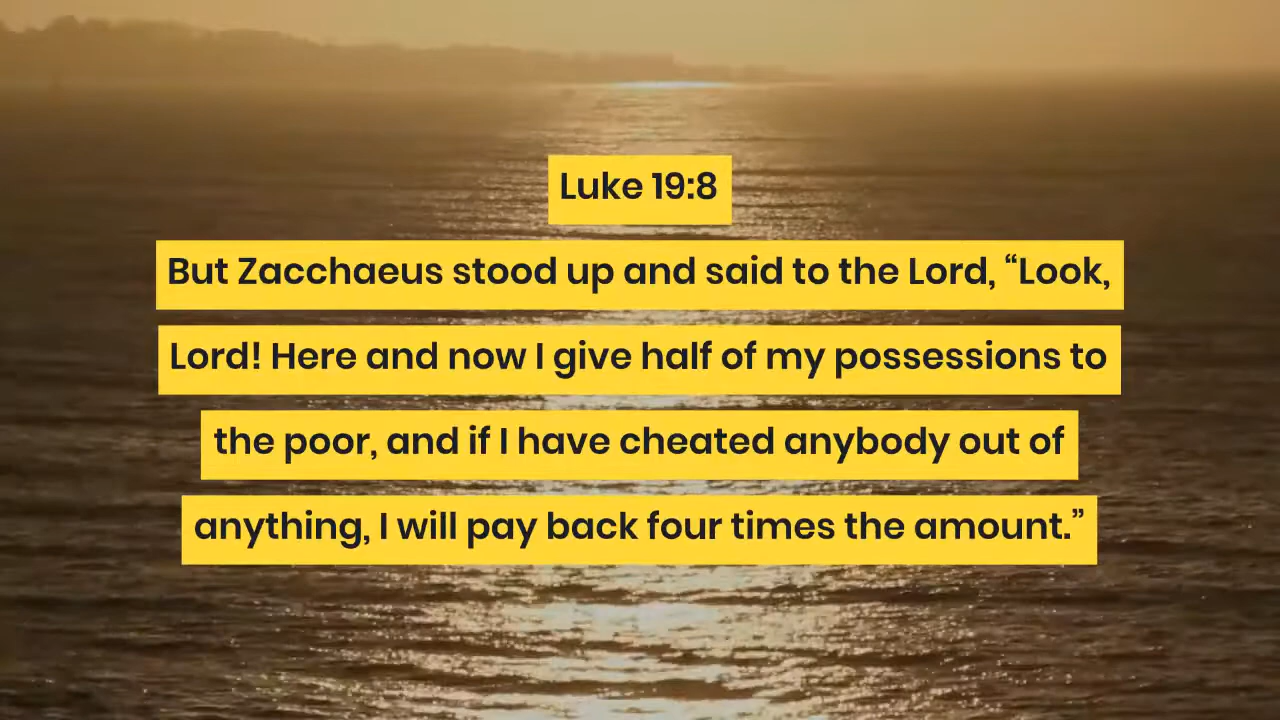 Luke 19:8
But Zacchaeus stood up and said to the Lord, “Look,
Lord! Here and now I give half of my possessions to
the poor, and if I have cheated anybody out of
anything, I will pay back four times the amount.”